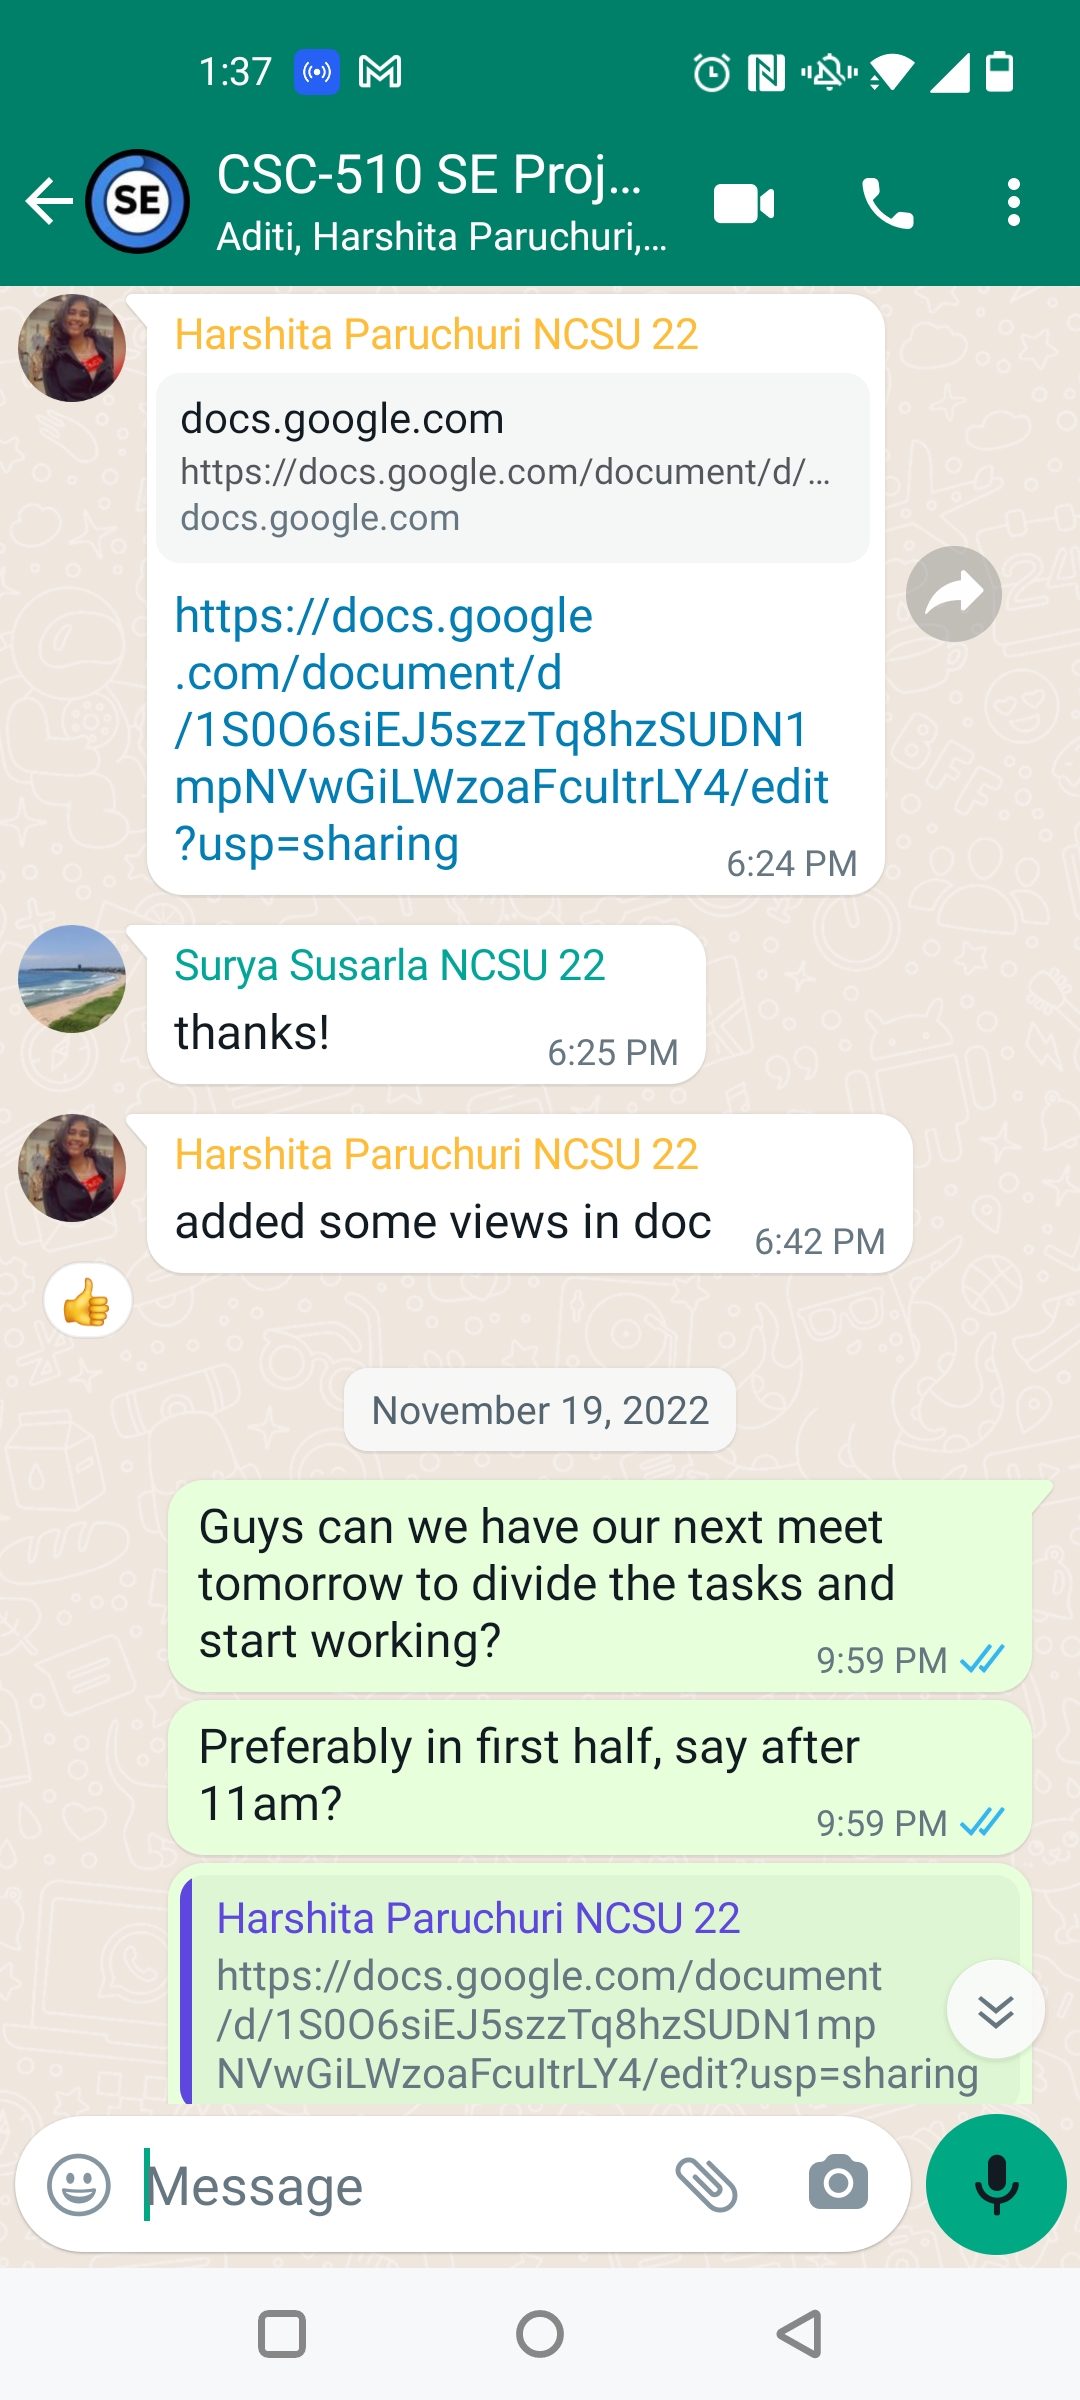 1:37
SE
CSC-510 SE Proj...
Aditi, Harshita Paruchuri,...
Harshita Paruchuri NCSU 22
docs.google.com
https://docs.google.com/document/d/...
docs.google.com
https://docs.google
.com/document/d
/1S0O6siEJ5szzTq8hzSUDN1
mpNVwGiLWzoaFcuItrLY4/edit
?usp=sharing
6:24 PM
Surya Susarla NCSU 22
thanks!
6:25 PM
Harshita Paruchuri NCSU 22
added some views in doc
6:42 PM
November 19, 2022
Guys can we have our next meet
tomorrow to divide the tasks and
start working?
9:59 PM
Preferably in first half, say after
11am?
9:59 PM
Harshita Paruchuri NCSU 22
https://docs.google.com/document
/d/1S0O6siEJ5szzTq8hzSUDN1mp
NVwGiLWzoaFcuItrLY4/edit?usp=sharing
Message